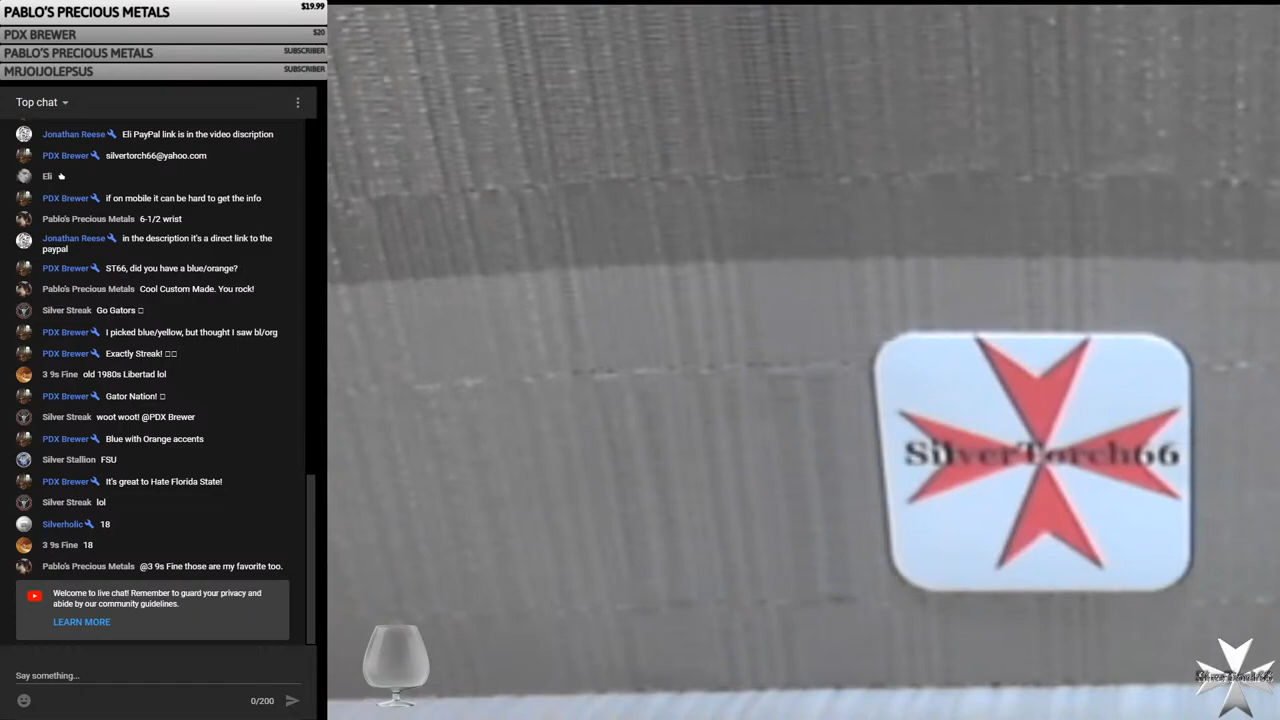 PABLO'S PRECIOUS METALS $19.99
PDX BREWER $20
PABLO'S PRECIOUS METALS SUBSCRIBER
MRJOIJOLEPSUS SUBSCRIBER
Top chat
Jonathan Reese Eli PayPal link is in the video discription
PDX Brewer silvertorch66@yahoo.com
Eli
PDX Brewer if on mobile it can be hard to get the info
Pablo's Precious Metals 6-1/2 wrist
Jonathan Reese in the description it's a direct link to the
paypal
PDX Brewer ST66, did you have a blue/orange?
Pablo's Precious Metals Cool Custom Made. You rock!
Silver Streak Go Gators
PDX Brewer I picked blue/yellow, but thought I saw bl/org
PDX Brewer Exactly Streak!
3 9s Fine old 1980s Libertad lol
PDX Brewer Gator Nation!
Silver Streak woot woot! @PDX Brewer
PDX Brewer Blue with Orange accents
Silver Stallion FSU
PDX Brewer It's great to Hate Florida State!
Silver Streak lol
Silverholic 18
3 9s Fine 18
Pablo's Precious Metals @3 9s Fine those are my favorite too.
Welcome to live chat! Remember to guard your privacy and
abide by our community guidelines.
LEARN MORE
Say something...
0/200
SilverTorch66
SilverTorch66